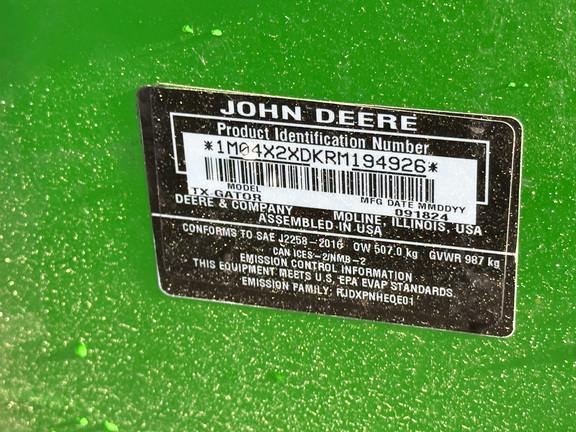 JOHN DEERE
Product Identification Number
*1M04X2XDKRM194926*
MODEL MFG DATE MMDDYY
TX GATOR 091824
DEERE & COMPANY MOLINE, ILLINOIS, USA
ASSEMBLED IN USA
CONFORMS TO SAE J2258-2016 OW 507.0 kg GVWR 987 kg
CAN ICES-2/NMB-2
EMISSION CONTROL INFORMATION
THIS EQUIPMENT MEETS U.S. EPA EVAP STANDARDS.
EMISSION FAMILY: RJDXPNHEQE01